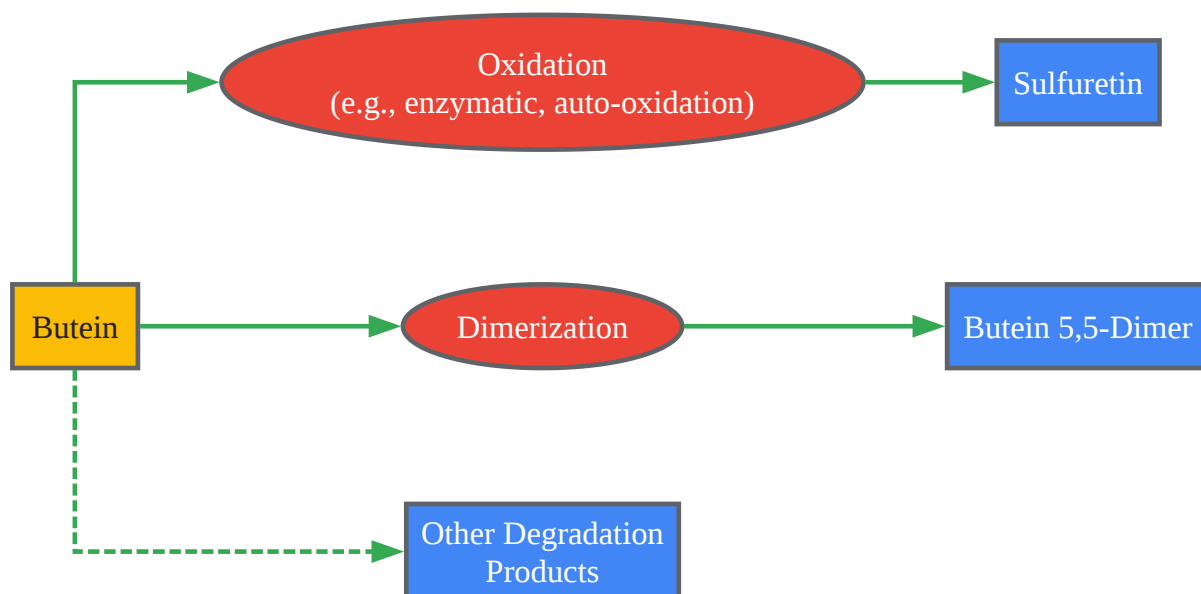 Oxidation
(e.g., enzymatic, auto-oxidation)
Sulfuretin
Butein
Dimerization
Butein 5,5-Dimer
Other Degradation
Products